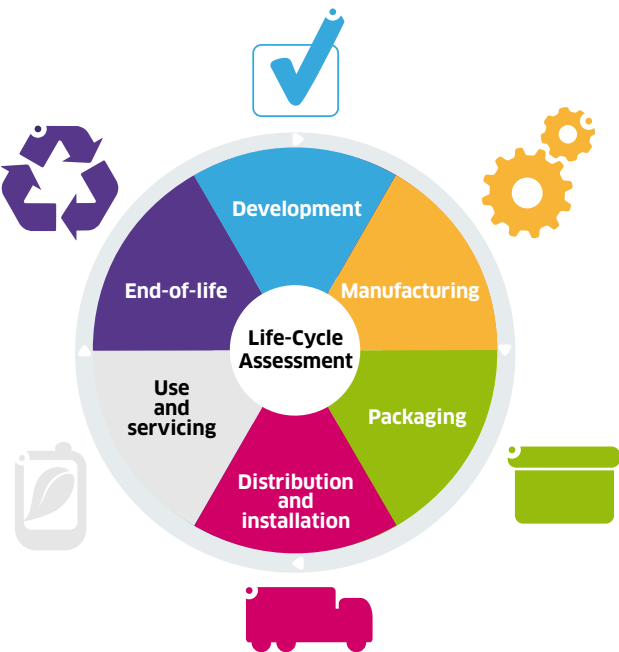 Development
End-of-life
Manufacturing
Life-Cycle
Assessment
Use
and
servicing
Packaging
Distribution
and
installation